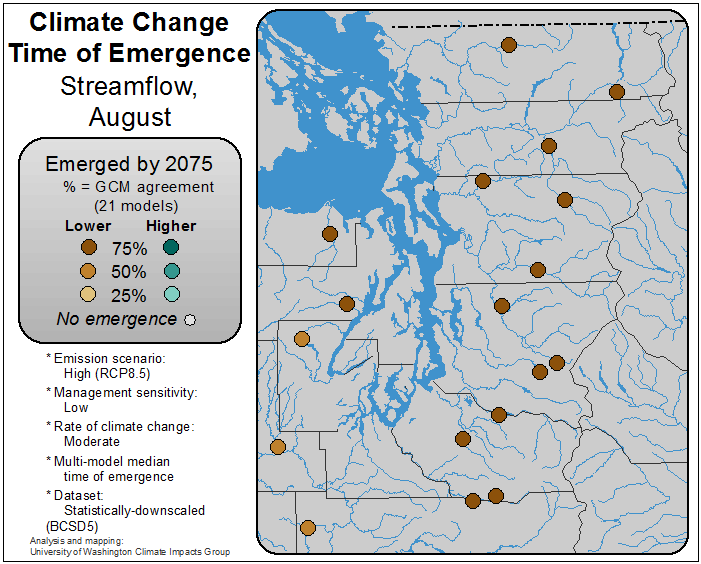 Climate Change
Time of Emergence
Streamflow,
August
Emerged by 2075
% = GCM agreement
(21 models)
Lower Higher
75%
50%
25%
No emergence
* Emission scenario:
High (RCP8.5)
* Management sensitivity:
Low
* Rate of climate change:
Moderate
* Multi-model median
time of emergence
* Dataset:
Statistically-downscaled
(BCSD5)
Analysis and mapping:
University of Washington Climate Impacts Group